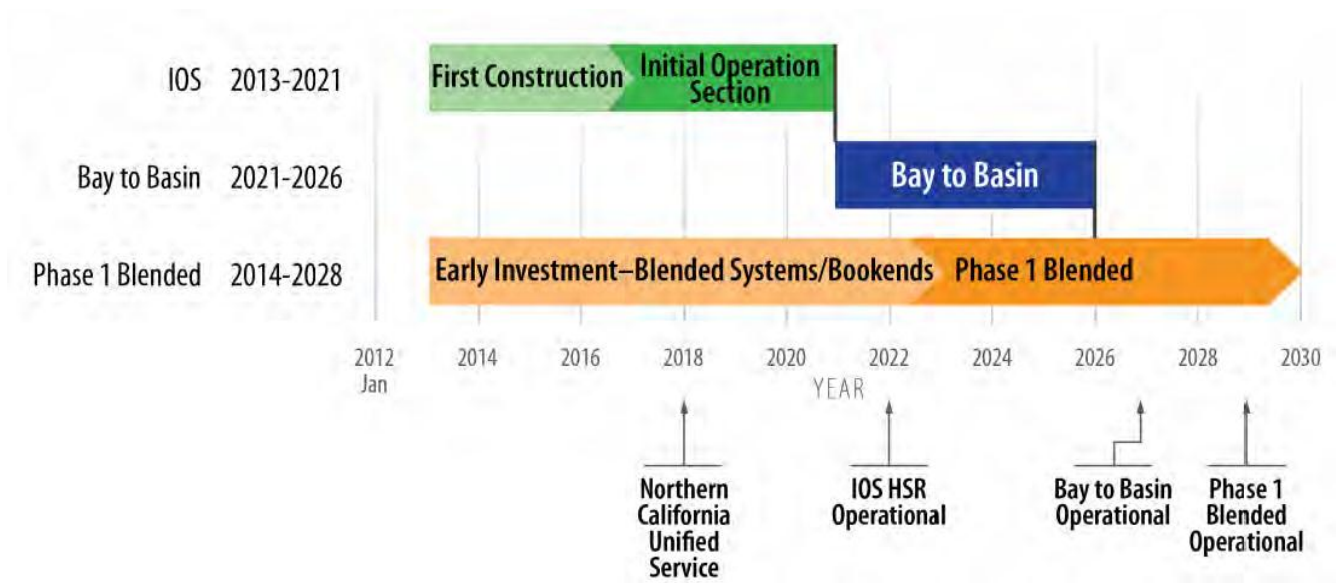 IOS 2013-2021
First Construction
Initial Operation
Section
Bay to Basin 2021-2026
Bay to Basin
Phase 1 Blended 2014-2028
Early Investment–Blended Systems/Bookends
Phase 1 Blended
2012 2014 2016 2018 2020 2022 2024 2026 2028 2030
Jan
YEAR
Northern
California
Unified
Service
IOS HSR
Operational
Bay to Basin
Operational
Phase 1
Blended
Operational